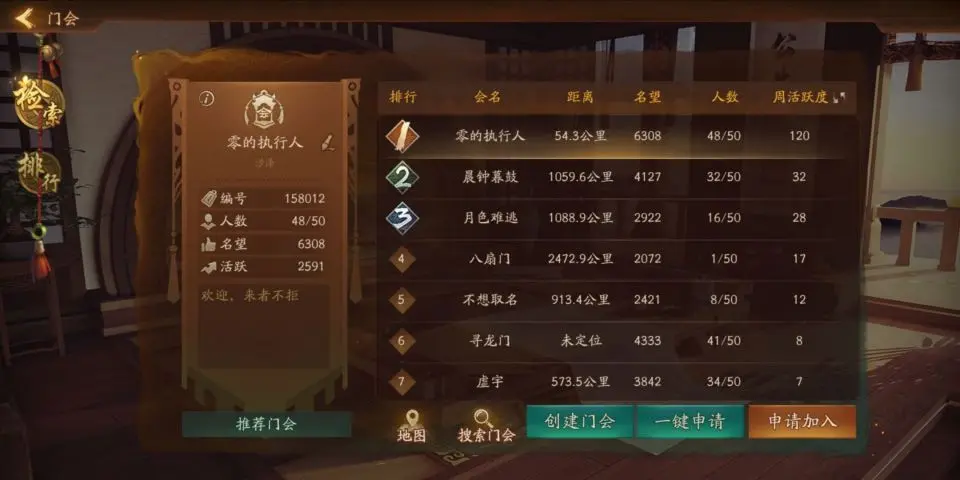 门会
检索
排行
会
零的执行人
涉泽
编号 158012
人数 48/50
名望 6308
活跃 2591
欢迎，来者不拒
推荐门会
排行 会名 距离 名望 人数 周活跃度
1 零的执行人 54.3公里 6308 48/50 120
2 晨钟暮鼓 1059.6公里 4127 32/50 32
3 月色难逃 1088.9公里 2922 16/50 28
4 八扇门 2472.9公里 2072 1/50 17
5 不想取名 913.4公里 2421 8/50 12
6 寻龙门 未定位 4333 41/50 8
7 虚宇 573.5公里 3842 34/50 7
地图 搜索门会 创建门会 一键申请 申请加入